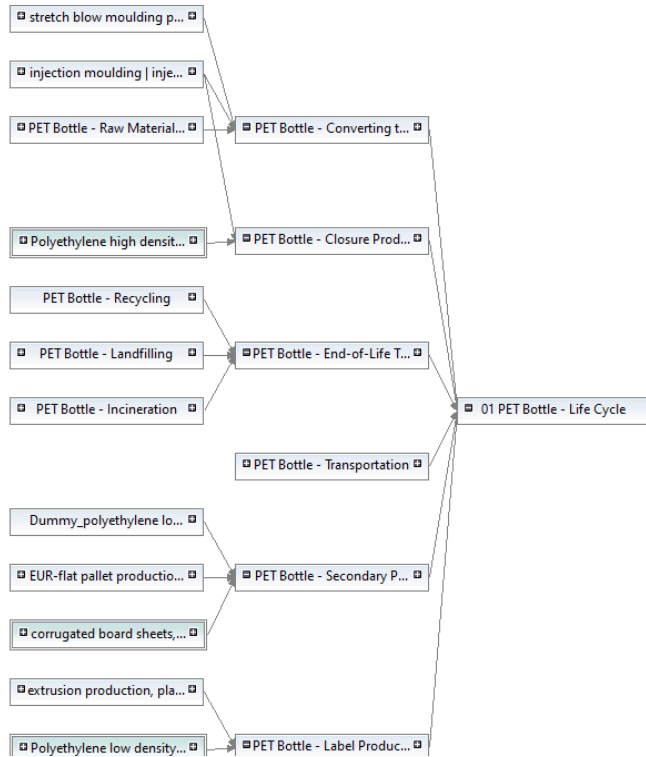 stretch blow moulding p...
injection moulding | inje...
PET Bottle - Raw Material...
PET Bottle - Converting t...
Polyethylene high densit...
PET Bottle - Closure Prod...
PET Bottle - Recycling
PET Bottle - Landfilling
PET Bottle - End-of-Life T...
PET Bottle - Incineration
01 PET Bottle - Life Cycle
PET Bottle - Transportation
Dummy_polyethylene lo...
EUR-flat pallet productio...
PET Bottle - Secondary P...
corrugated board sheets,...
extrusion production, pla...
Polyethylene low density...
PET Bottle - Label Produc...